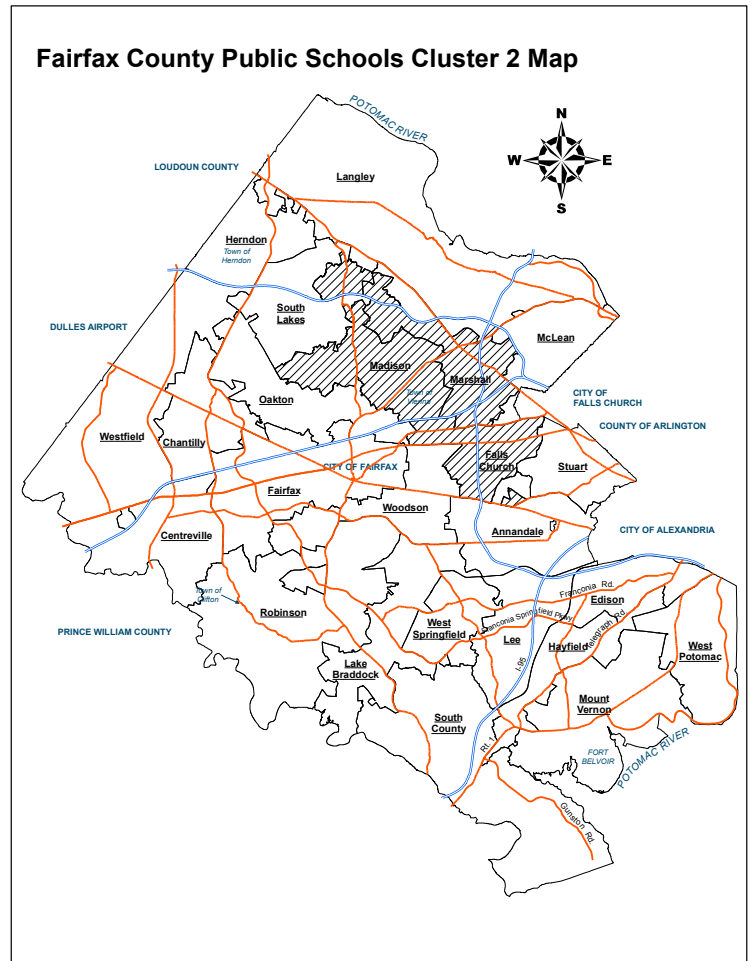 Fairfax County Public Schools Cluster 2 Map
POTOMAC RIVER
N
W
E
S
LOUDOUN COUNTY
Langley
Herndon
Town of
Herndon
South
Lakes
DULLES AIRPORT
McLean
Madison
Marshall
Town of
Vienna
Oakton
CITY OF
FALLS CHURCH
COUNTY OF ARLINGTON
Westfield
Chantilly
CITY OF FAIRFAX
Falls
Church
Stuart
Fairfax
Woodson
Annandale
CITY OF ALEXANDRIA
Centreville
Town of
Clifton
Robinson
PRINCE WILLIAM COUNTY
Franconia Rd.
Edison
West
Springfield
Franconia Springfield Pkwy
Lee
Hayfield
Telegraph Rd.
West
Potomac
I-95
Lake
Braddock
South
County
Mount
Vernon
Rt. 1
FORT
BELVOIR
POTOMAC RIVER
Gunston Rd.